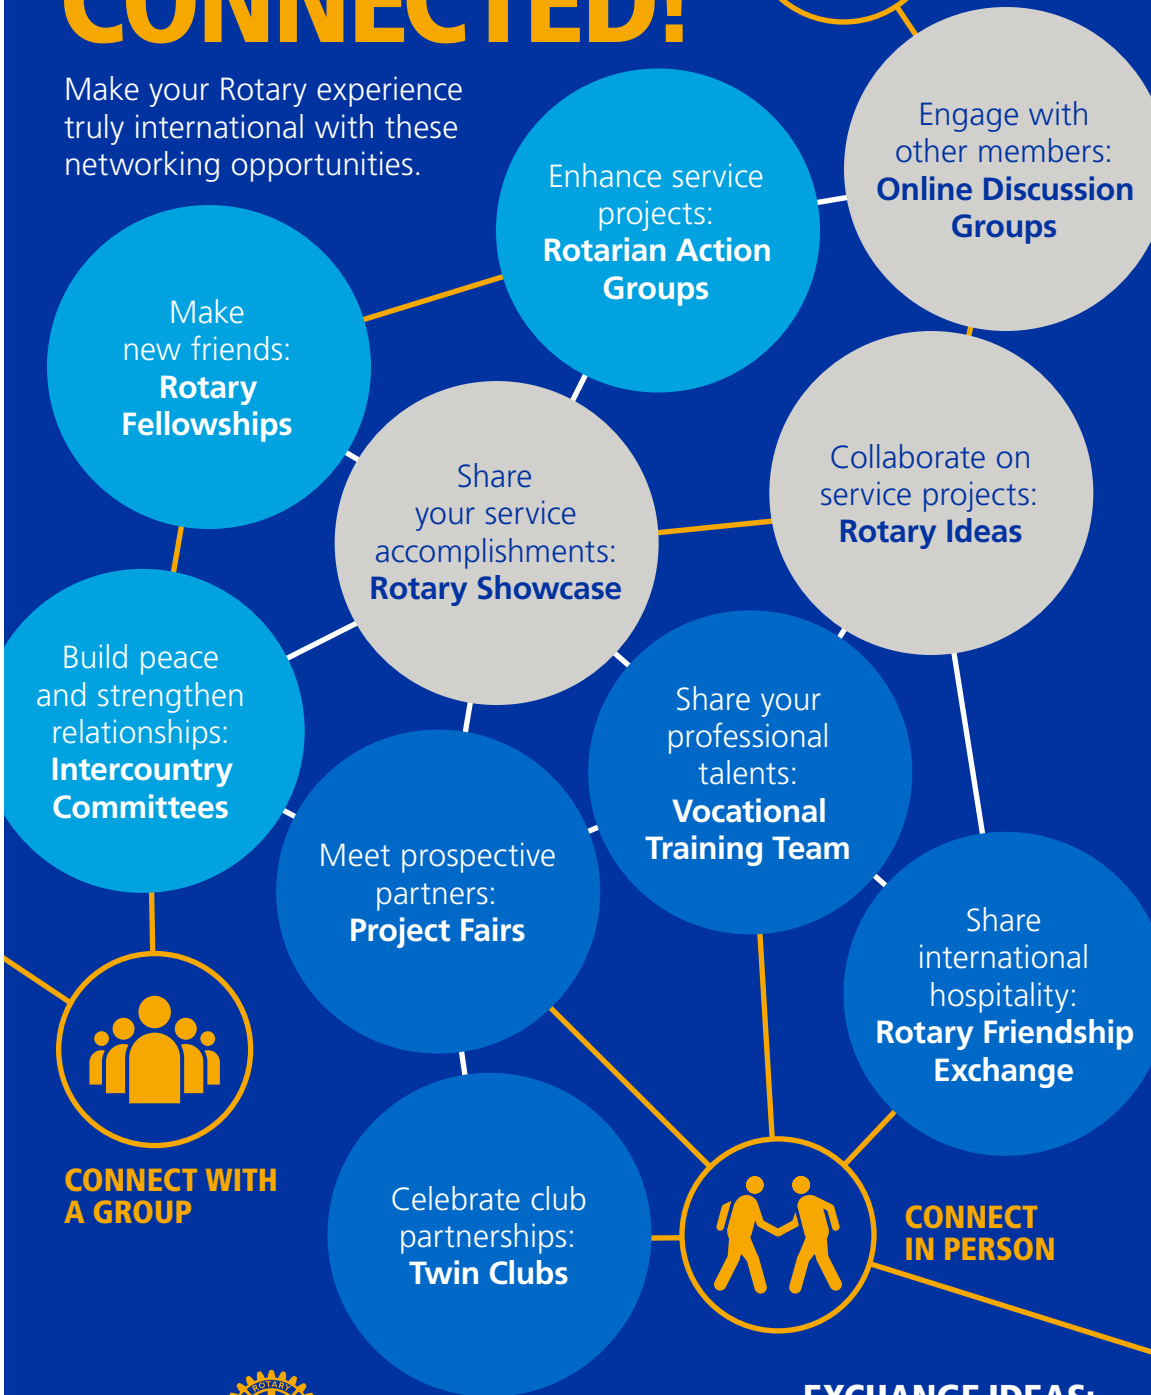 CONNECTED!
Make your Rotary experience
truly international with these
networking opportunities.
Engage with
other members:
Online Discussion
Groups
Enhance service
projects:
Rotarian Action
Groups
Make
new friends:
Rotary
Fellowships
Share
your service
accomplishments:
Rotary Showcase
Collaborate on
service projects:
Rotary Ideas
Build peace
and strengthen
relationships:
Intercountry
Committees
Share your
professional
talents:
Vocational
Training Team
Meet prospective
partners:
Project Fairs
Share
international
hospitality:
Rotary Friendship
Exchange
CONNECT WITH
A GROUP
Celebrate club
partnerships:
Twin Clubs
CONNECT
IN PERSON
ROTARY
EXCHANGE IDEAS: